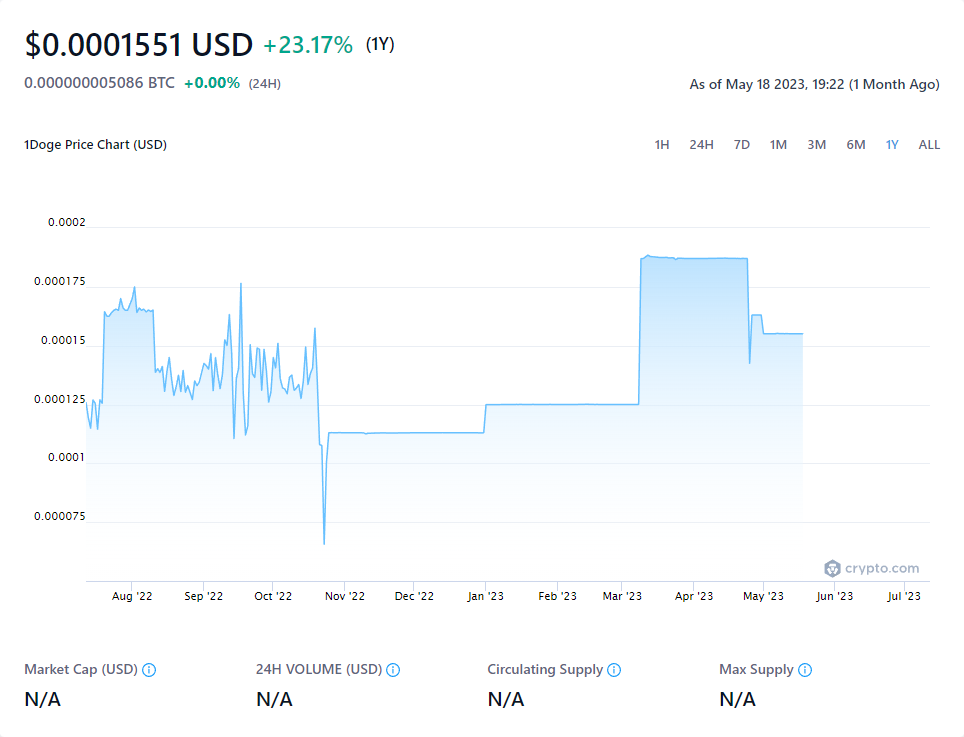 $0.0001551 USD +23.17% (1Y)
0.000000005086 BTC +0.00% (24H)
As of May 18 2023, 19:22 (1 Month Ago)
1Doge Price Chart (USD)
1H 24H 7D 1M 3M 6M 1Y ALL
0.0002
0.000175
0.00015
0.000125
0.0001
0.000075
crypto.com
Aug '22 Sep '22 Oct '22 Nov '22 Dec '22 Jan '23 Feb '23 Mar '23 Apr '23 May '23 Jun '23 Jul '23
Market Cap (USD) 24H VOLUME (USD) Circulating Supply Max Supply
N/A N/A N/A N/A